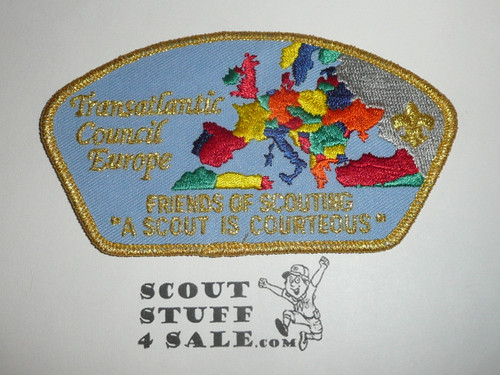 Transatlantic
Council
Europe
FRIENDS OF SCOUTING
"A SCOUT IS COURTEOUS"
SCOUT
STUFF
4 SALE.com